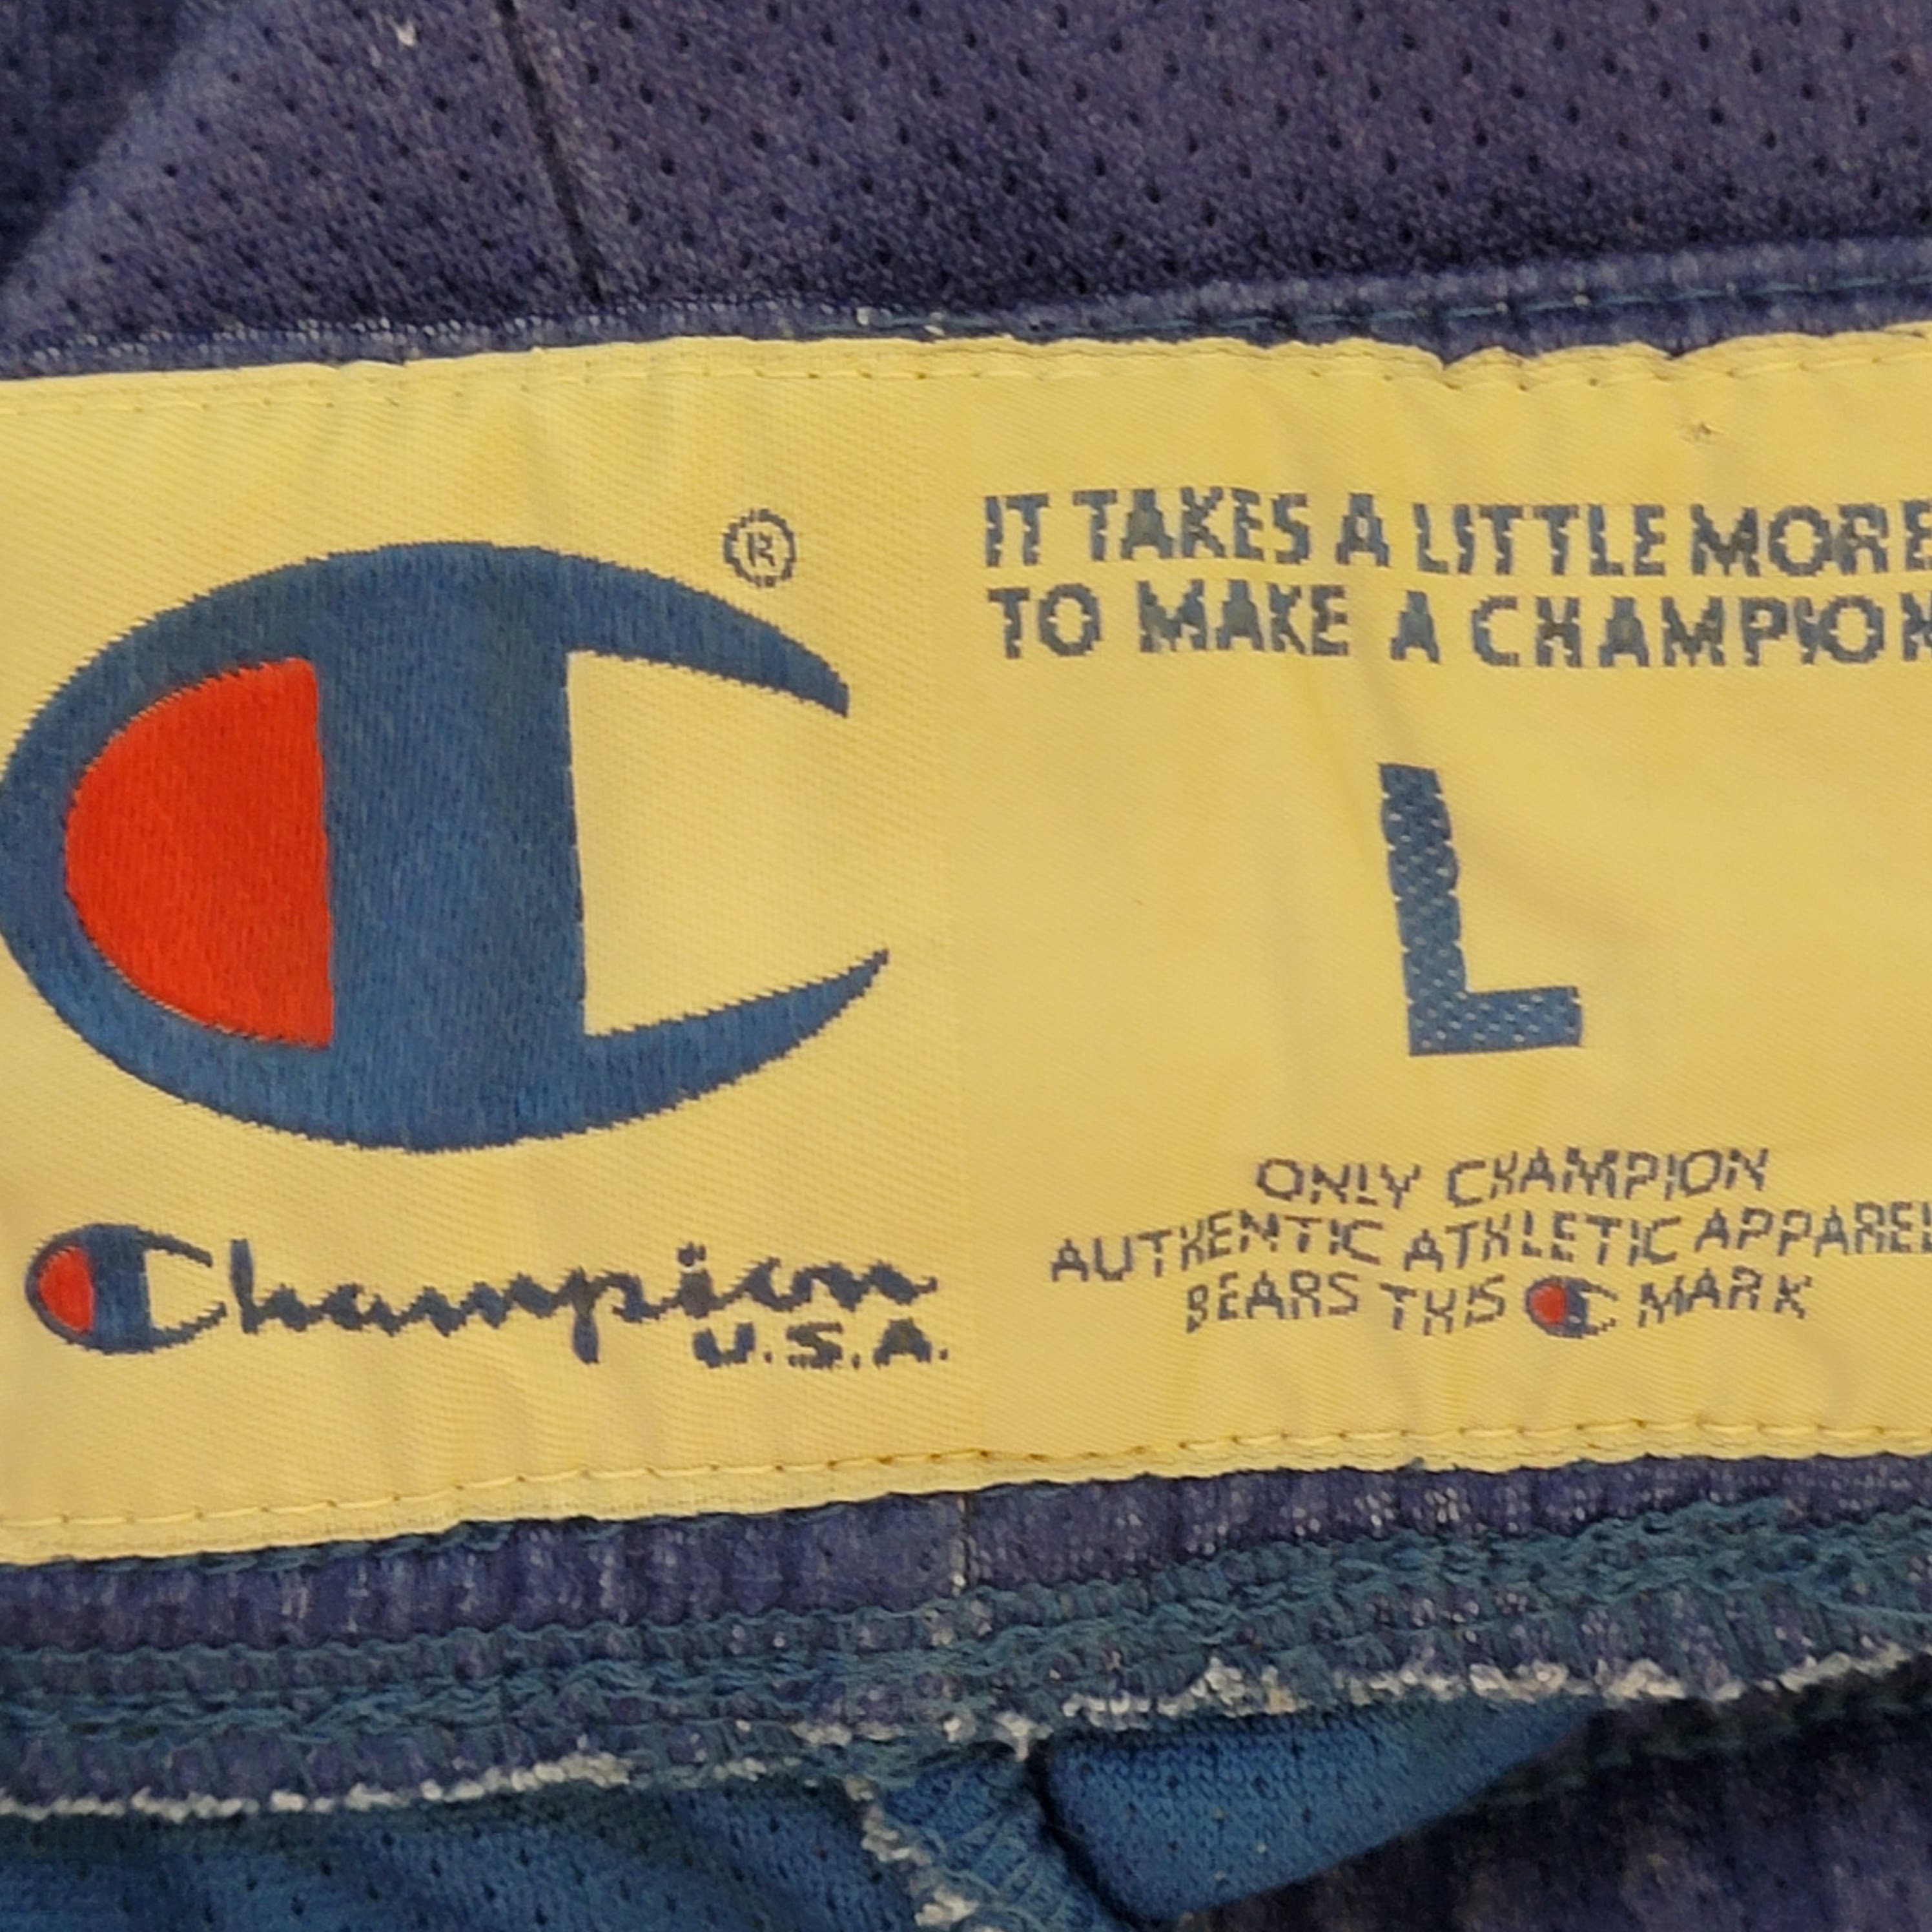 ®
IT TAKES A LITTLE MORE
TO MAKE A CHAMPION
L
Champion
U.S.A.
ONLY CHAMPION
AUTHENTIC ATHLETIC APPAREL
BEARS THIS C MARK